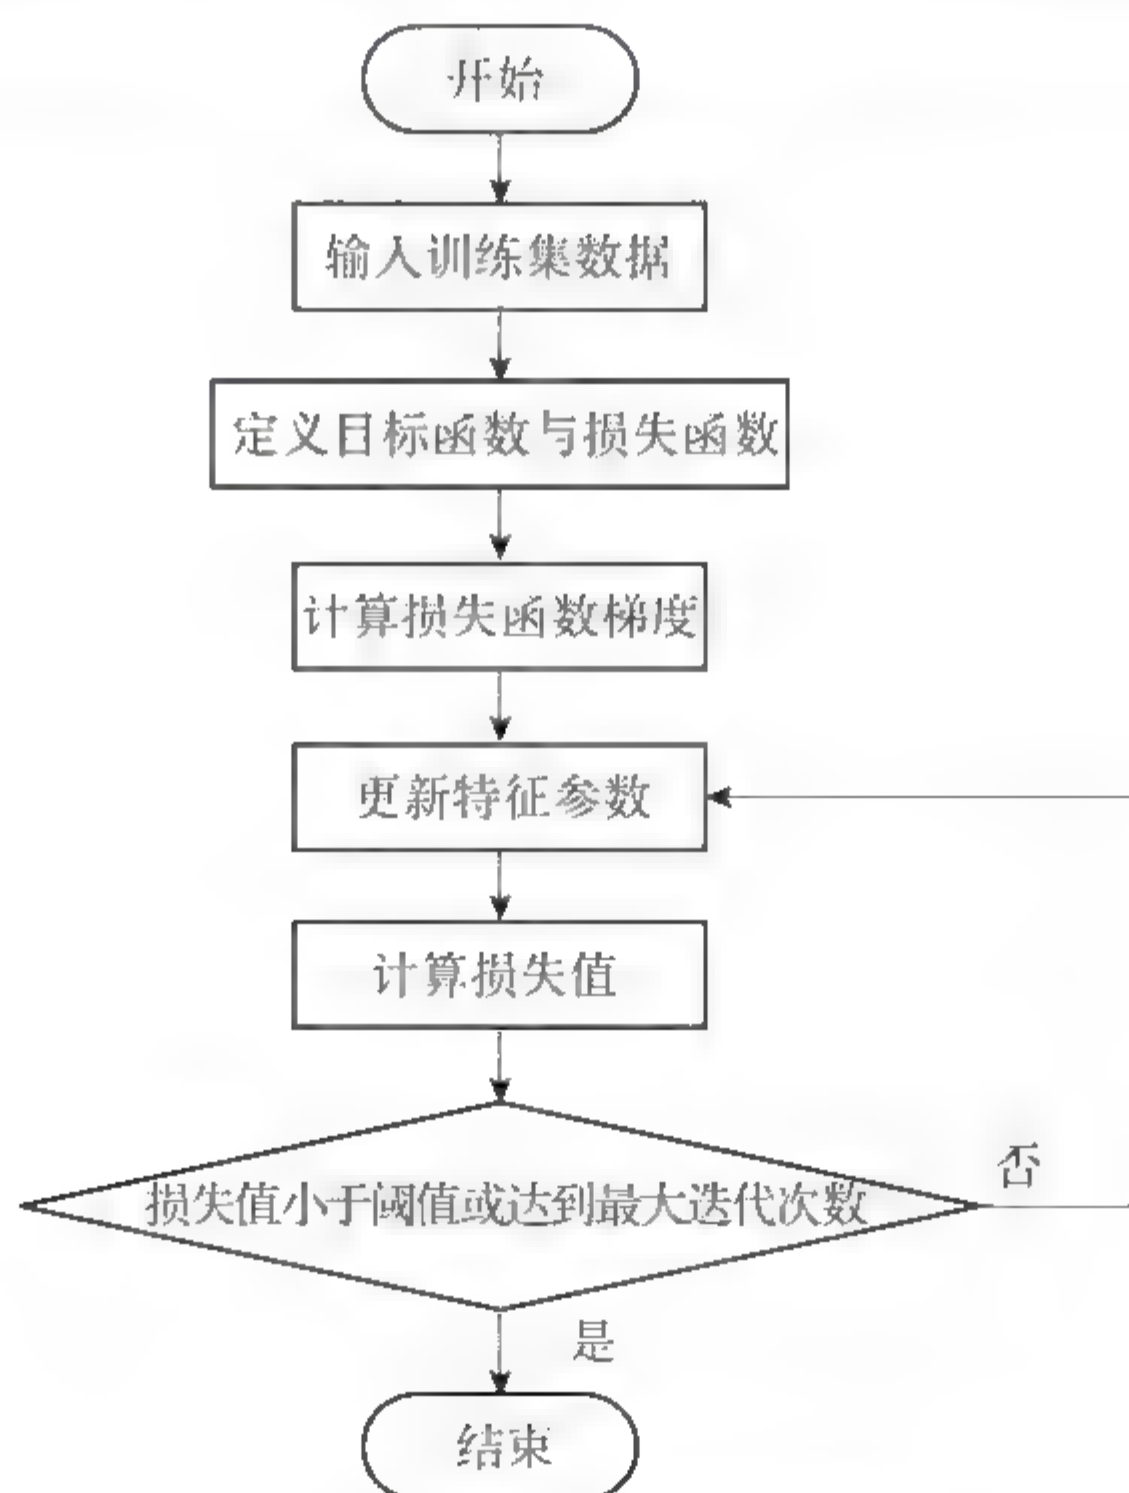 开始
输入训练集数据
定义目标函数与损失函数
计算损失函数梯度
更新特征参数
计算损失值
损失值小于阈值或达到最大迭代次数
否
是
结束